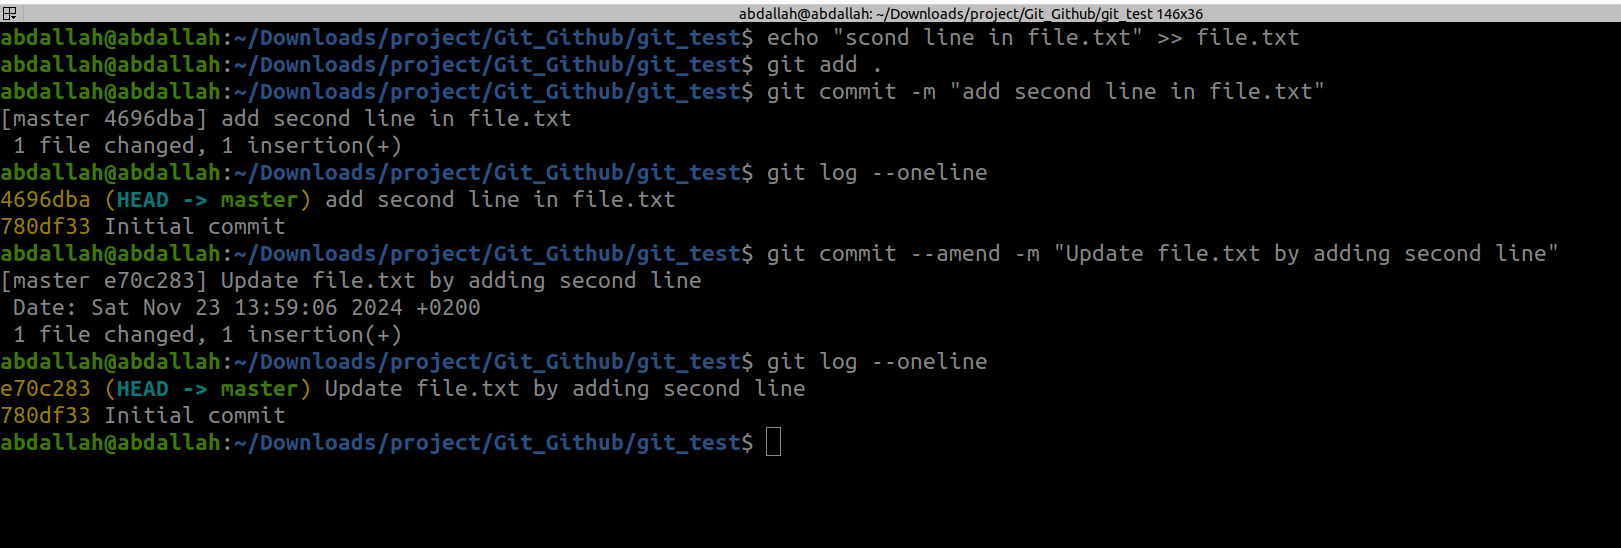 abdallah@abdallah: ~/Downloads/project/Git_Github/git_test 146x36
abdallah@abdallah:~/Downloads/project/Git_Github/git_test$ echo "scond line in file.txt" >> file.txt
abdallah@abdallah:~/Downloads/project/Git_Github/git_test$ git add .
abdallah@abdallah:~/Downloads/project/Git_Github/git_test$ git commit -m "add second line in file.txt"
[master 4696dba] add second line in file.txt
 1 file changed, 1 insertion(+)
abdallah@abdallah:~/Downloads/project/Git_Github/git_test$ git log --oneline
4696dba (HEAD -> master) add second line in file.txt
780df33 Initial commit
abdallah@abdallah:~/Downloads/project/Git_Github/git_test$ git commit --amend -m "Update file.txt by adding second line"
[master e70c283] Update file.txt by adding second line
 Date: Sat Nov 23 13:59:06 2024 +0200
 1 file changed, 1 insertion(+)
abdallah@abdallah:~/Downloads/project/Git_Github/git_test$ git log --oneline
e70c283 (HEAD -> master) Update file.txt by adding second line
780df33 Initial commit
abdallah@abdallah:~/Downloads/project/Git_Github/git_test$